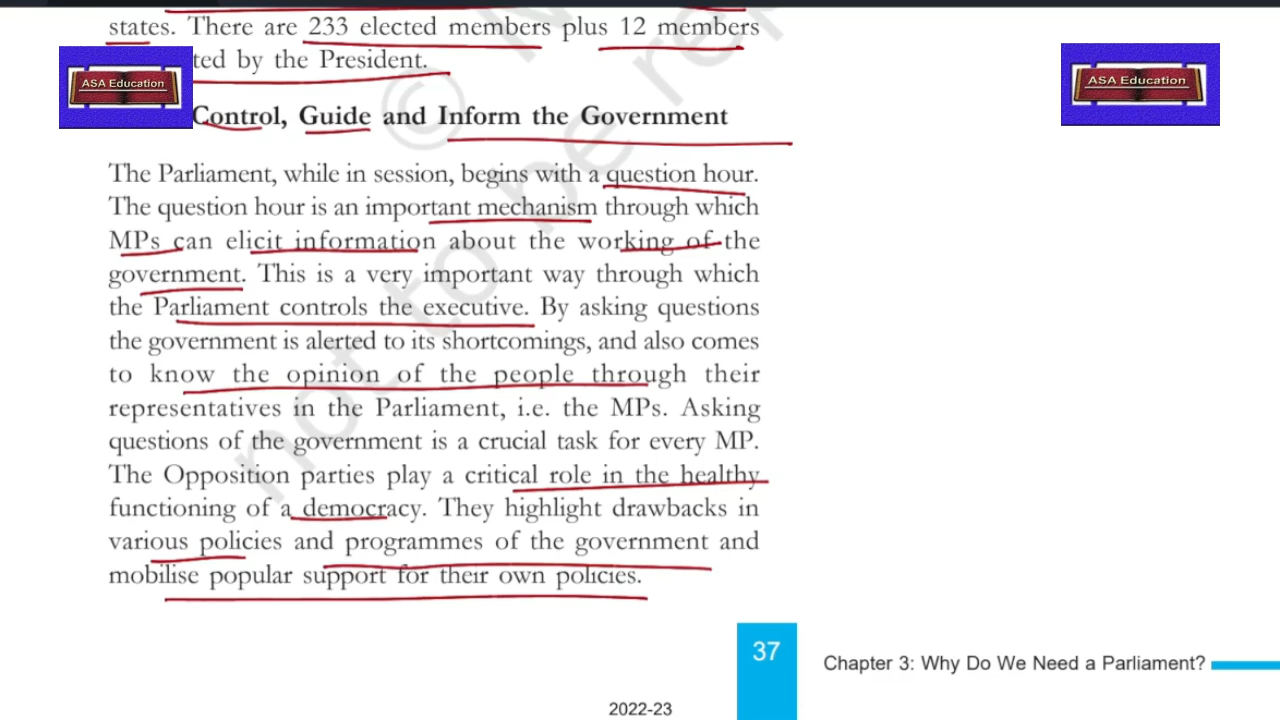 states. There are 233 elected members plus 12 members
ted by the President.
ASA Education
ASA Education
Control, Guide and Inform the Government
The Parliament, while in session, begins with a question hour.
The question hour is an important mechanism through which
MPs can elicit information about the working of the
government. This is a very important way through which
the Parliament controls the executive. By asking questions
the government is alerted to its shortcomings, and also comes
to know the opinion of the people through their
representatives in the Parliament, i.e. the MPs. Asking
questions of the government is a crucial task for every MP.
The Opposition parties play a critical role in the healthy
functioning of a democracy. They highlight drawbacks in
various policies and programmes of the government and
mobilise popular support for their own policies.
© N
not to be re
37
Chapter 3: Why Do We Need a Parliament?
2022-23